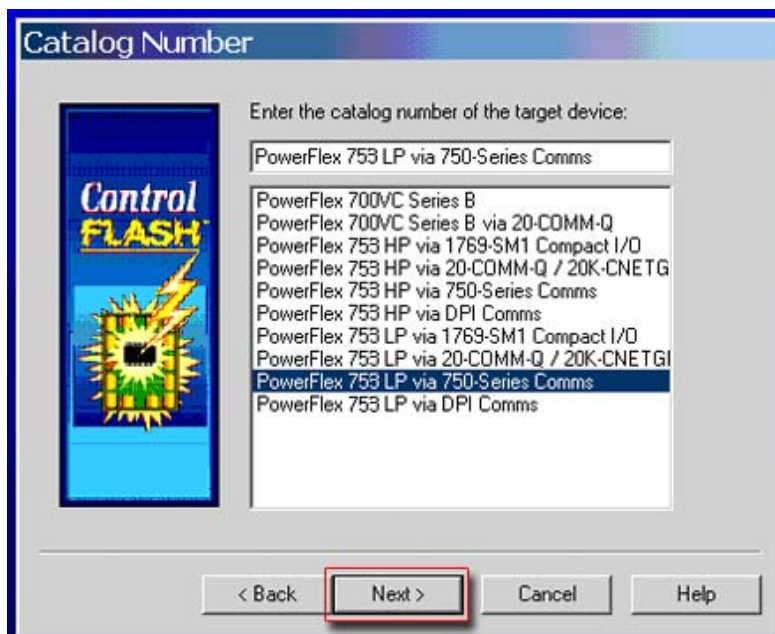 Catalog Number
Enter the catalog number of the target device:
PowerFlex 753 LP via 750-Series Comms
Control
FLASH
PowerFlex 700VC Series B
PowerFlex 700VC Series B via 20-COMM-Q
PowerFlex 753 HP via 1769-SM1 Compact I/O
PowerFlex 753 HP via 20-COMM-Q / 20K-CNETG
PowerFlex 753 HP via 750-Series Comms
PowerFlex 753 HP via DPI Comms
PowerFlex 753 LP via 1769-SM1 Compact I/O
PowerFlex 753 LP via 20-COMM-Q / 20K-CNETG
PowerFlex 753 LP via 750-Series Comms
PowerFlex 753 LP via DPI Comms
< Back
Next >
Cancel
Help